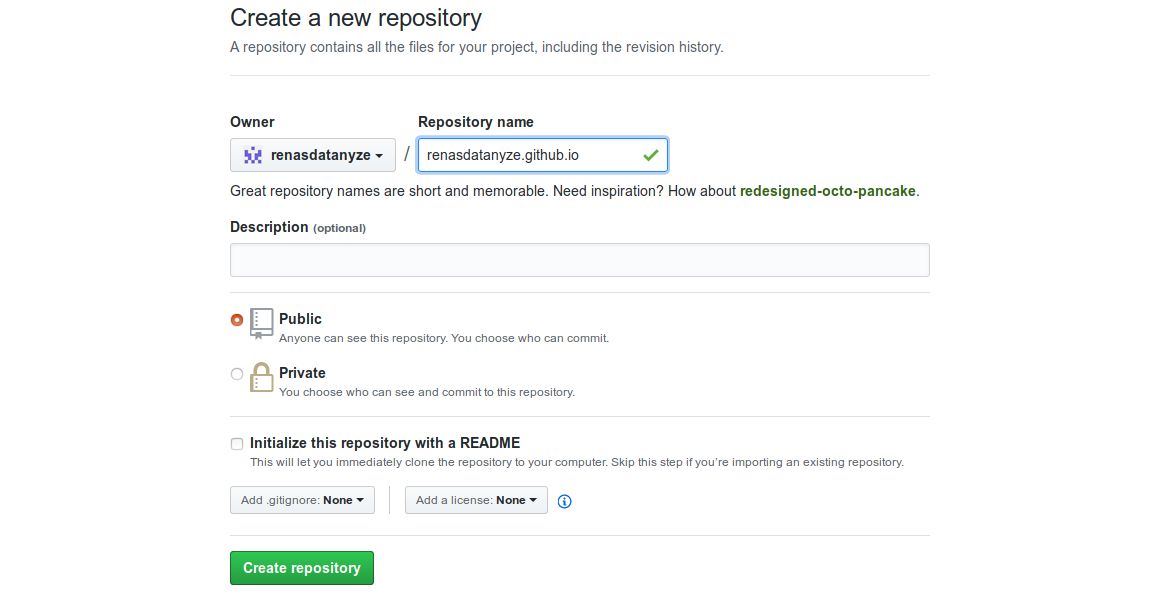 Create a new repository
A repository contains all the files for your project, including the revision history.
Owner
Repository name
renasdatanyze / renasdatanyze.github.io
Great repository names are short and memorable. Need inspiration? How about redesigned-octo-pancake.
Description (optional)
Public
Anyone can see this repository. You choose who can commit.
Private
You choose who can see and commit to this repository.
Initialize this repository with a README
This will let you immediately clone the repository to your computer. Skip this step if you’re importing an existing repository.
Add .gitignore: None
Add a license: None
Create repository